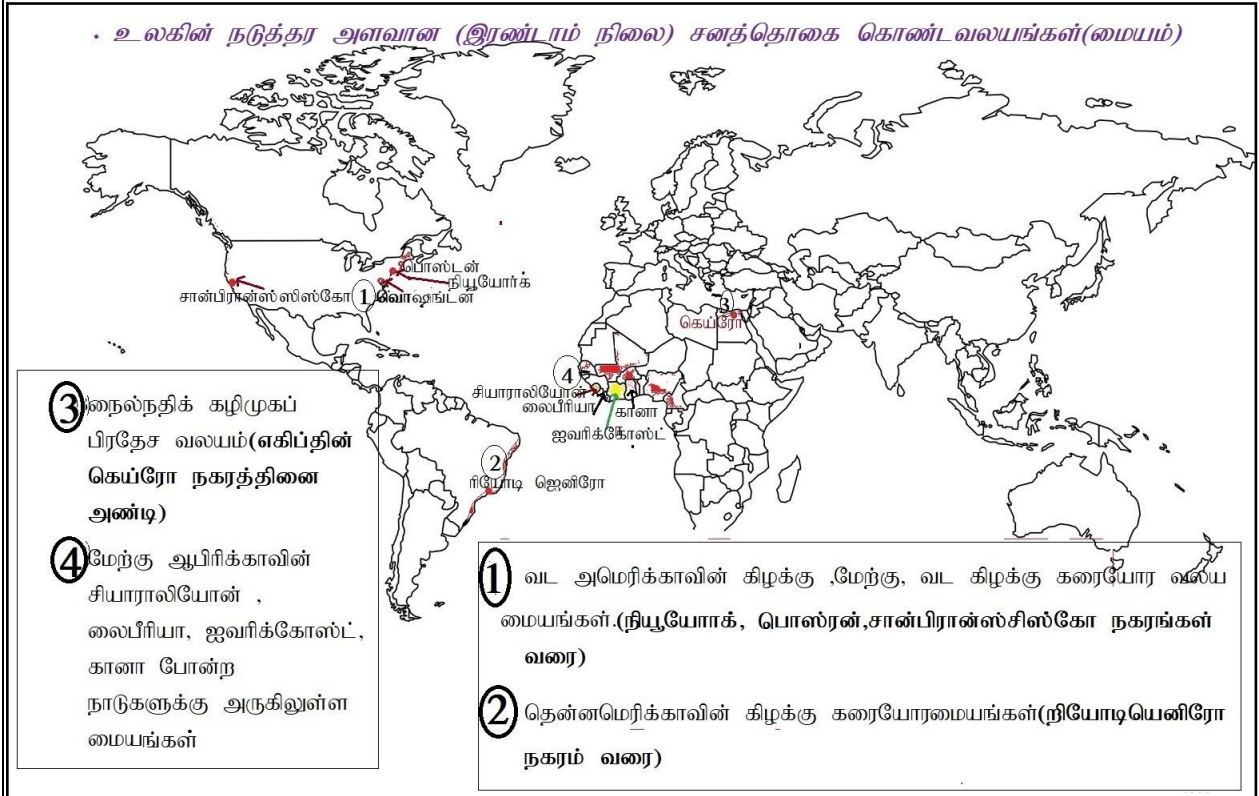 • உலகின் நடுத்தர அளவான (இரண்டாம் நிலை) சனத்தொகை கொண்டவலயங்கள்(மையம்)
பொஸ்டன்
நியூயோர்க்
சான்பிரான்ஸ்ஸிஸ்கோ
1
வொஷங்டன்
3
கெய்ரோ
4
சியாராலியோன்
லைபீரியா
கானா
ஐவரிக்கோஸ்ட்
2
ரியோடி ஜெனிரோ
3 நைல்நதிக் கழிமுகப்
பிரதேச வலயம்(எகிப்தின்
கெய்ரோ நகரத்தினை
அண்டி)
4 மேற்கு ஆபிரிக்காவின்
சியாராலியோன் ,
லைபீரியா, ஐவரிக்கோஸ்ட்,
கானா போன்ற
நாடுகளுக்கு அருகிலுள்ள
மையங்கள்
1 வட அமெரிக்காவின் கிழக்கு ,மேற்கு, வட கிழக்கு கரையோர வலய
மையங்கள்.(நியூயோாக், பொஸ்ரன்,சான்பிரான்ஸ்சிஸ்கோ நகரங்கள்
வரை)
2 தென்னமெரிக்காவின் கிழக்கு கரையோரமையங்கள்(றியோடியெனிரோ
நகரம் வரை)